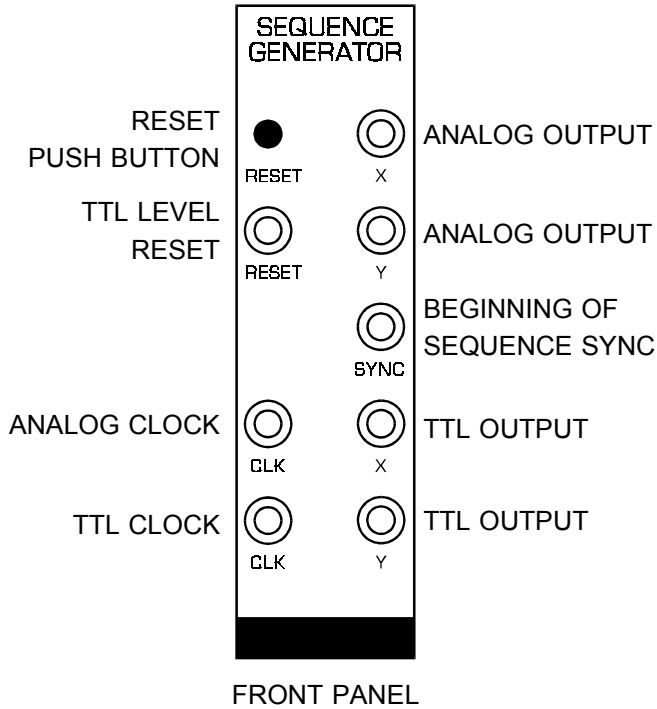 SEQUENCE
GENERATOR
RESET
PUSH BUTTON
RESET
X
ANALOG OUTPUT
TTL LEVEL
RESET
RESET
Y
ANALOG OUTPUT
SYNC
BEGINNING OF
SEQUENCE SYNC
ANALOG CLOCK
CLK
X
TTL OUTPUT
TTL CLOCK
CLK
Y
TTL OUTPUT
FRONT PANEL